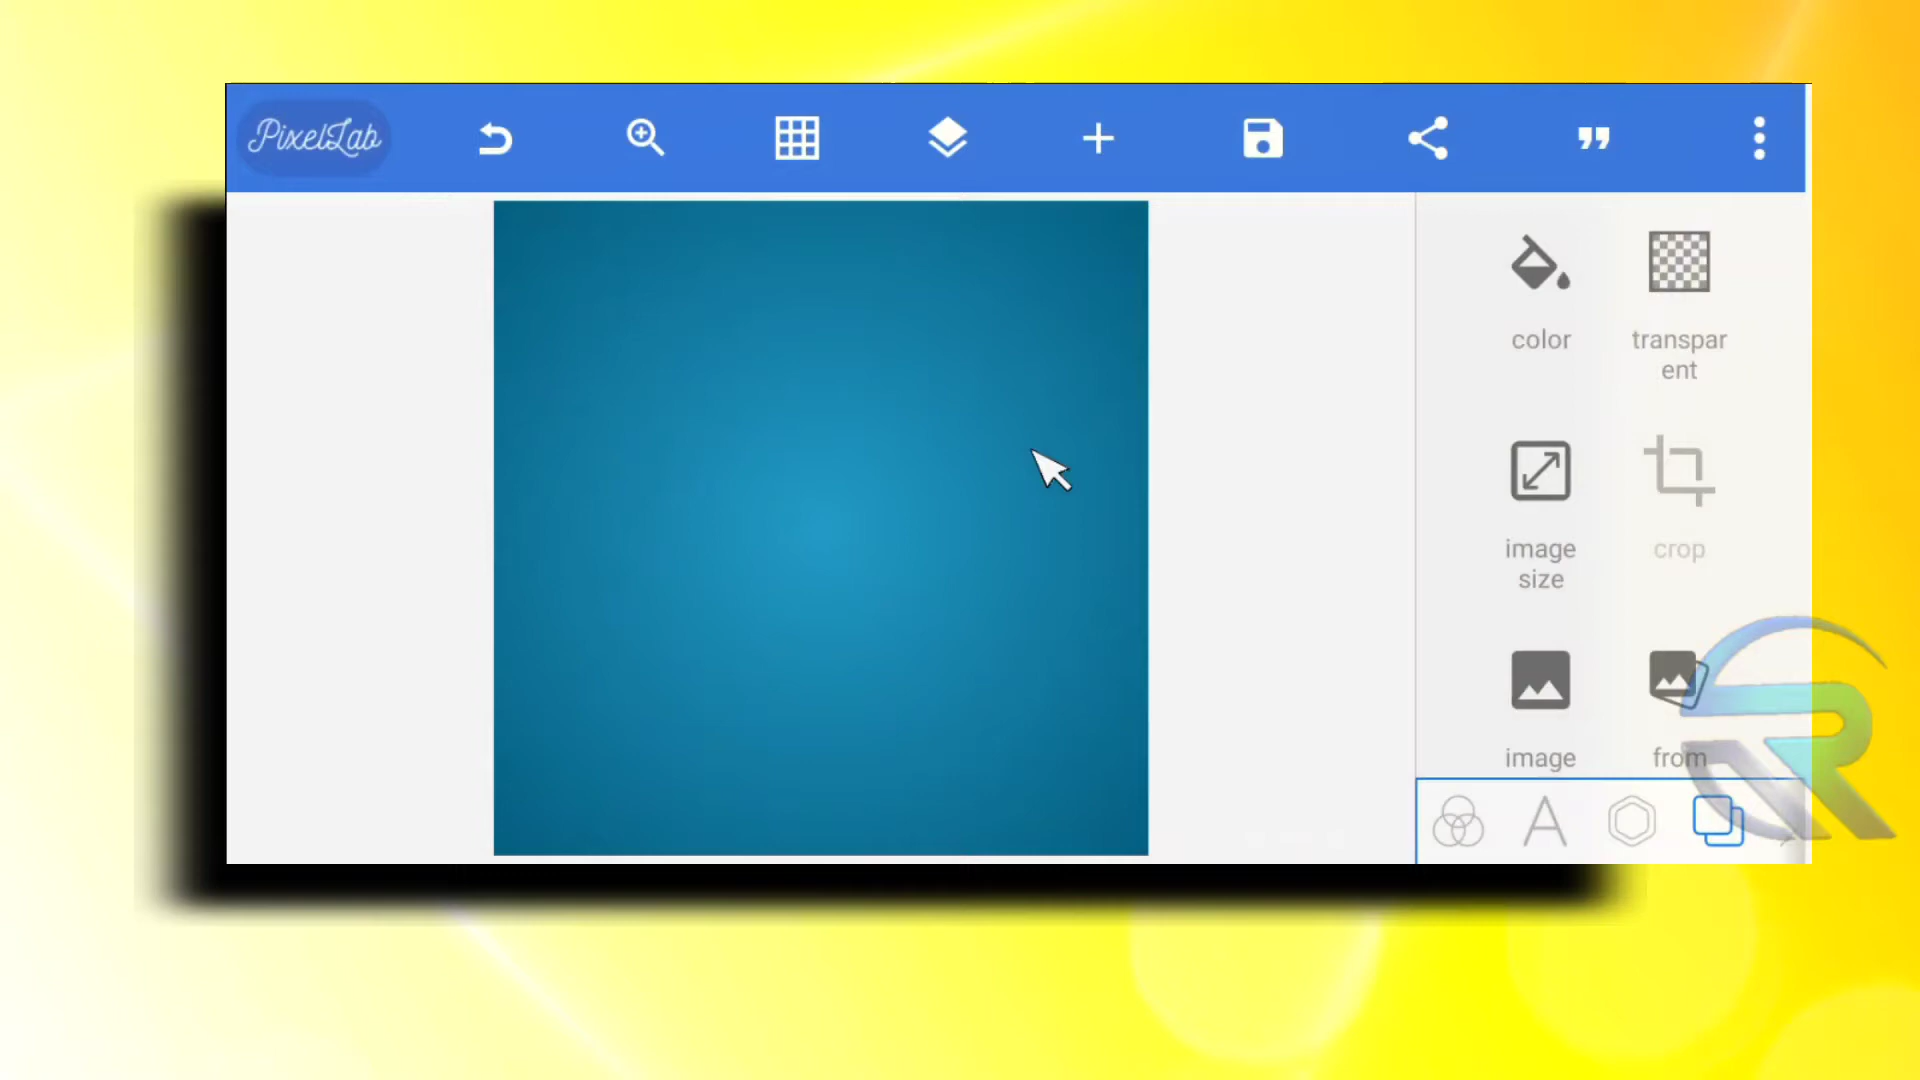 PixelLab
color
transpar
ent
image
size
crop
image
from